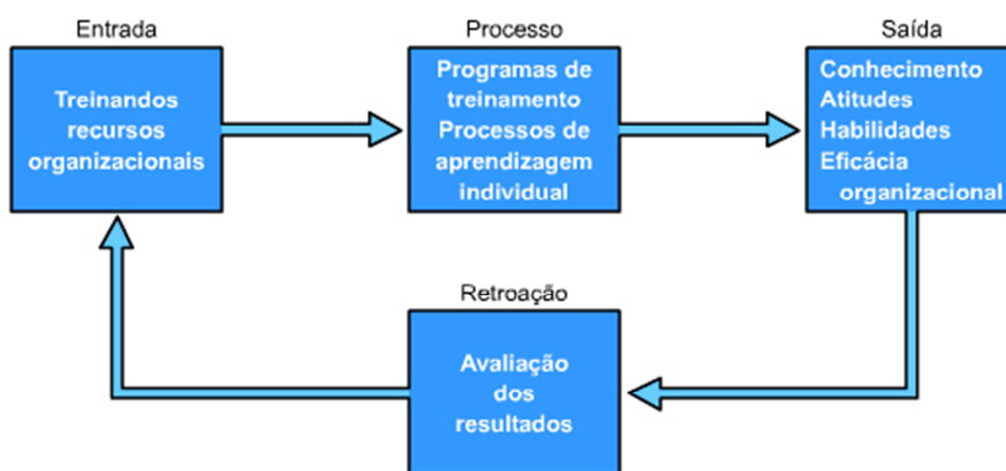 Entrada
Treinandos
recursos
organizacionais
Processo
Programas de
treinamento
Processos de
aprendizagem
individual
Saída
Conhecimento
Atitudes
Habilidades
Eficácia
organizacional
Retroação
Avaliação
dos
resultados